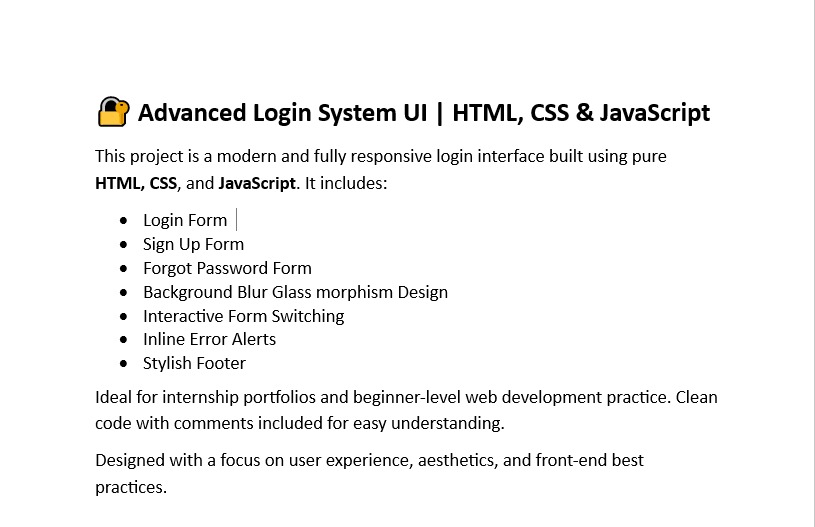 🔐 Advanced Login System UI | HTML, CSS & JavaScript
This project is a modern and fully responsive login interface built using pure
HTML, CSS, and JavaScript. It includes:
• Login Form
• Sign Up Form
• Forgot Password Form
• Background Blur Glass morphism Design
• Interactive Form Switching
• Inline Error Alerts
• Stylish Footer
Ideal for internship portfolios and beginner-level web development practice. Clean
code with comments included for easy understanding.
Designed with a focus on user experience, aesthetics, and front-end best
practices.